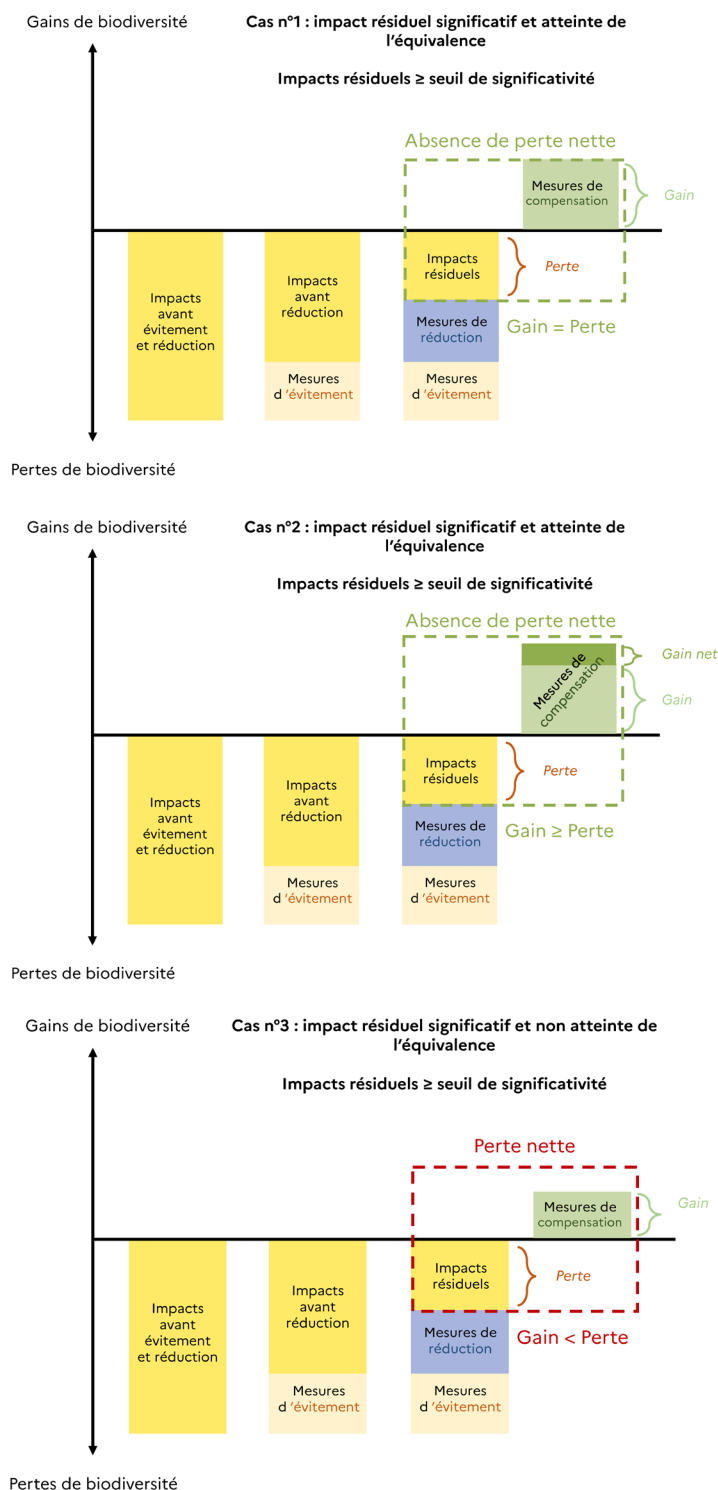 Gains de biodiversité
Cas n°1 : impact résiduel significatif et atteinte de
l'équivalence
Impacts résiduels ≥ seuil de significativité
Absence de perte nette
Mesures de
compensation
Gain
Impacts
avant
évitement
et réduction
Impacts
avant
réduction
Impacts
résiduels
Perte
Mesures de
réduction
Gain = Perte
Mesures
d 'évitement
Mesures
d 'évitement
Pertes de biodiversité
Gains de biodiversité
Cas n°2 : impact résiduel significatif et atteinte de
l'équivalence
Impacts résiduels ≥ seuil de significativité
Absence de perte nette
Mesures de
compensation
Gain net
Gain
Impacts
avant
évitement
et réduction
Impacts
avant
réduction
Impacts
résiduels
Perte
Mesures de
réduction
Gain ≥ Perte
Mesures
d 'évitement
Mesures
d 'évitement
Pertes de biodiversité
Gains de biodiversité
Cas n°3 : impact résiduel significatif et non atteinte de
l'équivalence
Impacts résiduels ≥ seuil de significativité
Perte nette
Mesures de
compensation
Gain
Impacts
avant
évitement
et réduction
Impacts
avant
réduction
Impacts
résiduels
Perte
Mesures de
réduction
Gain < Perte
Mesures
d 'évitement
Mesures
d 'évitement
Pertes de biodiversité